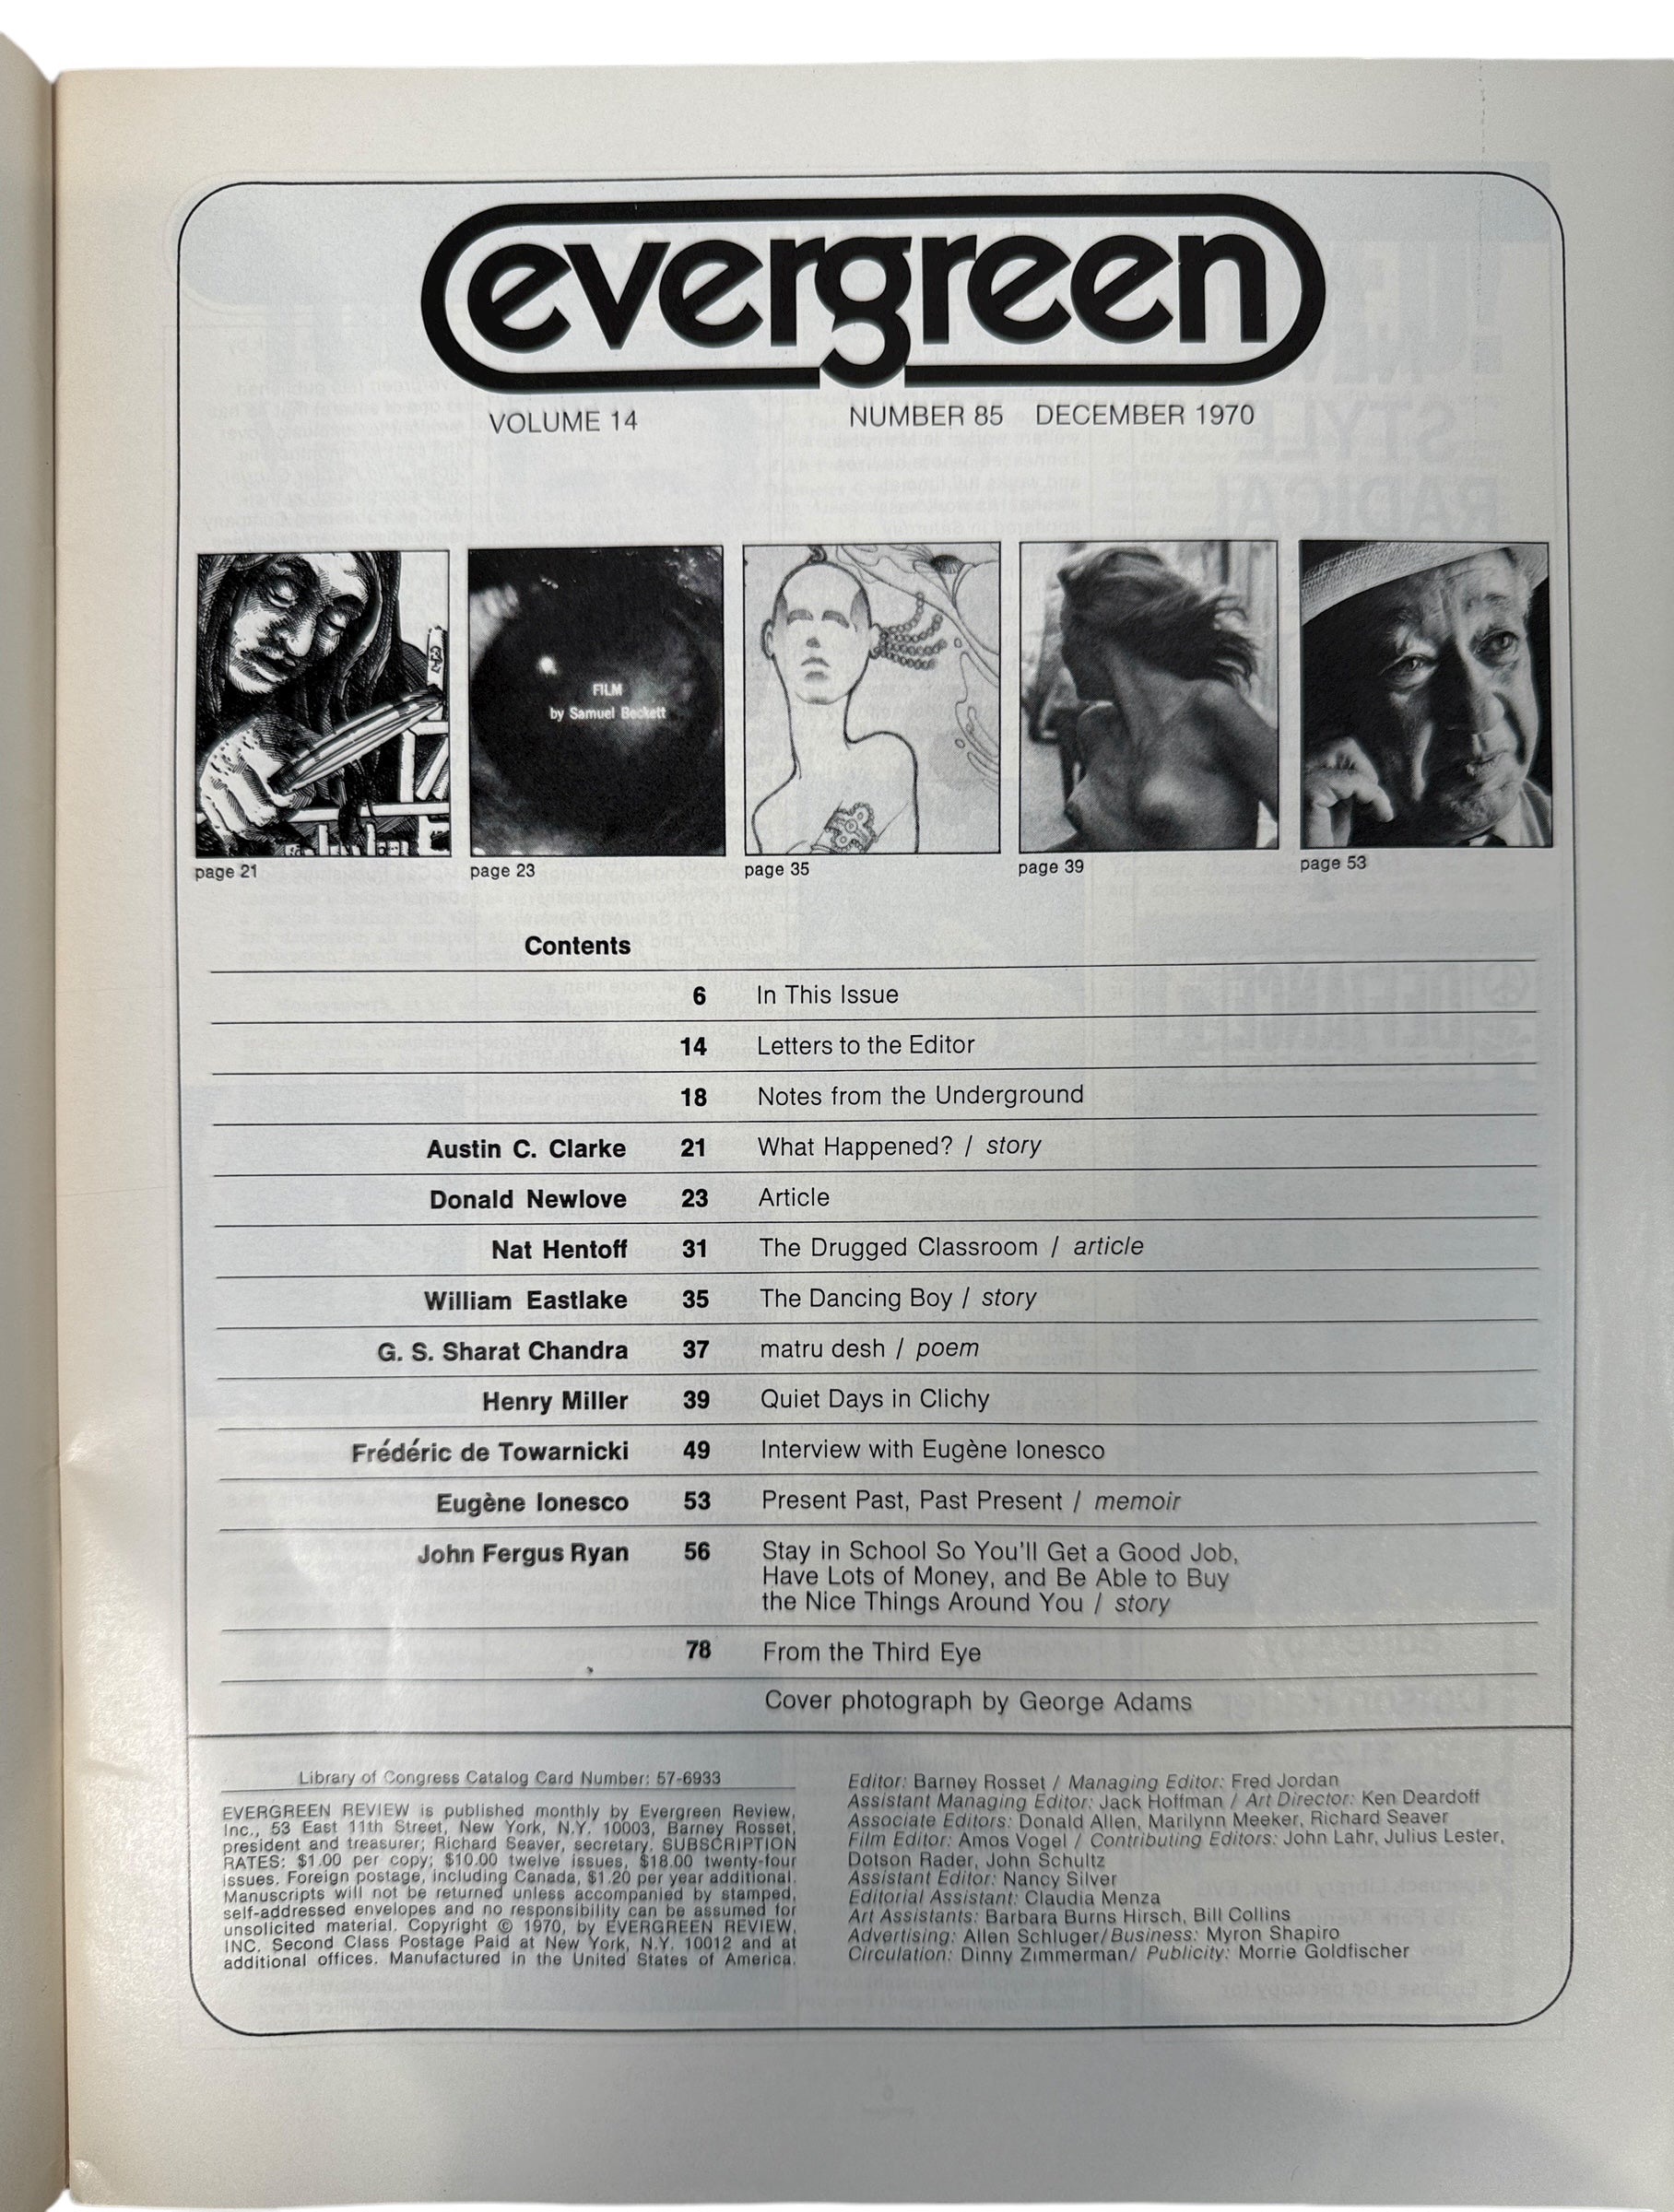 evergreen
VOLUME 14 NUMBER 85 DECEMBER 1970
FILM
by Samuel Beckett
page 21
page 23
page 35
page 39
page 53
Contents
6 In This Issue
14 Letters to the Editor
18 Notes from the Underground
Austin C. Clarke 21 What Happened? / story
Donald Newlove 23 Article
Nat Hentoff 31 The Drugged Classroom / article
William Eastlake 35 The Dancing Boy / story
G. S. Sharat Chandra 37 matru desh / poem
Henry Miller 39 Quiet Days in Clichy
Frédéric de Towarnicki 49 Interview with Eugène Ionesco
Eugène Ionesco 53 Present Past, Past Present / memoir
John Fergus Ryan 56 Stay in School So You'll Get a Good Job,
Have Lots of Money, and Be Able to Buy
the Nice Things Around You / story
78 From the Third Eye
Cover photograph by George Adams
Library of Congress Catalog Card Number: 57-6933
EVERGREEN REVIEW is published monthly by Evergreen Review,
Inc., 53 East 11th Street, New York, N.Y. 10003, Barney Rosset,
president and treasurer; Richard Seaver, secretary. SUBSCRIPTION
RATES: $1.00 per copy; $10.00 twelve issues, $18.00 twenty-four
issues. Foreign postage, including Canada, $1.20 per year additional.
Manuscripts will not be returned unless accompanied by stamped,
self-addressed envelopes and no responsibility can be assumed for
unsolicited material. Copyright © 1970, by EVERGREEN REVIEW,
INC. Second Class Postage Paid at New York, N.Y. 10012 and at
additional offices. Manufactured in the United States of America.
Editor: Barney Rosset / Managing Editor: Fred Jordan
Assistant Managing Editor: Jack Hoffman / Art Director: Ken Deardoff
Associate Editors: Donald Allen, Marilynn Meeker, Richard Seaver
Film Editor: Amos Vogel / Contributing Editors: John Lahr, Julius Lester,
Dotson Rader, John Schultz
Assistant Editor: Nancy Silver
Editorial Assistant: Claudia Menza
Art Assistants: Barbara Burns Hirsch, Bill Collins
Advertising: Allen Schluger/Business: Myron Shapiro
Circulation: Dinny Zimmerman/ Publicity: Morrie Goldfischer